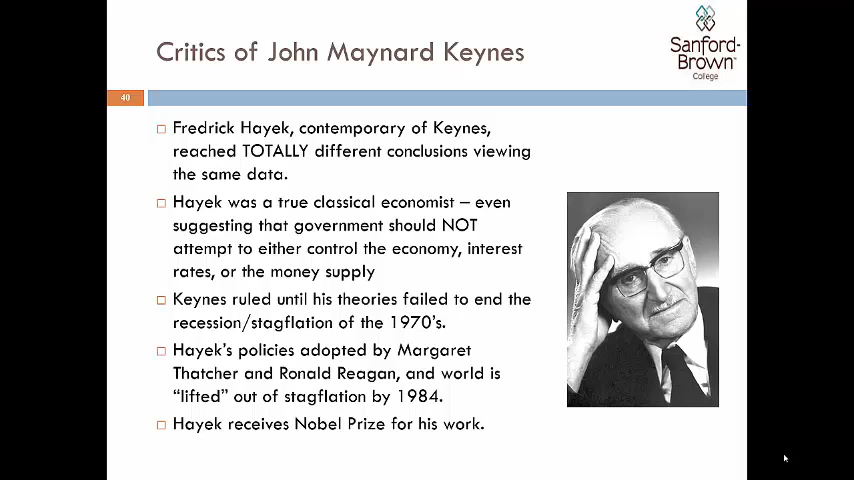 Critics of John Maynard Keynes
Sanford-
Brown™
College
40
Fredrick Hayek, contemporary of Keynes,
reached TOTALLY different conclusions viewing
the same data.
Hayek was a true classical economist – even
suggesting that government should NOT
attempt to either control the economy, interest
rates, or the money supply
Keynes ruled until his theories failed to end the
recession/stagflation of the 1970's.
Hayek's policies adopted by Margaret
Thatcher and Ronald Reagan, and world is
“lifted” out of stagflation by 1984.
Hayek receives Nobel Prize for his work.